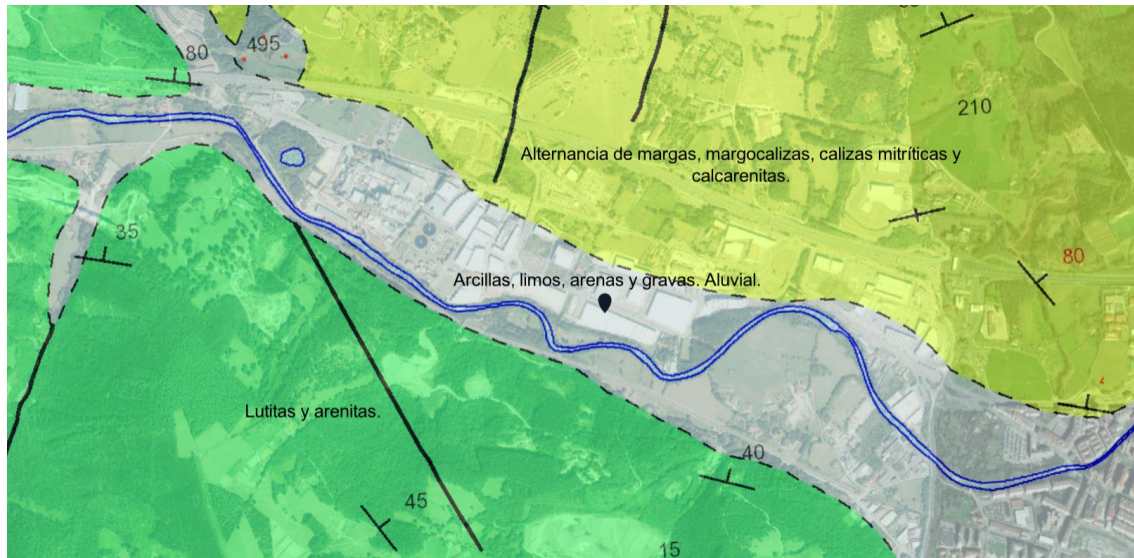 80
495
210
Alternancia de margas, margocalizas, calizas mitríticas y
calcarenitas.
35
80
Arcillas, limos, arenas y gravas. Aluvial.
Lutitas y arenitas.
40
45
15